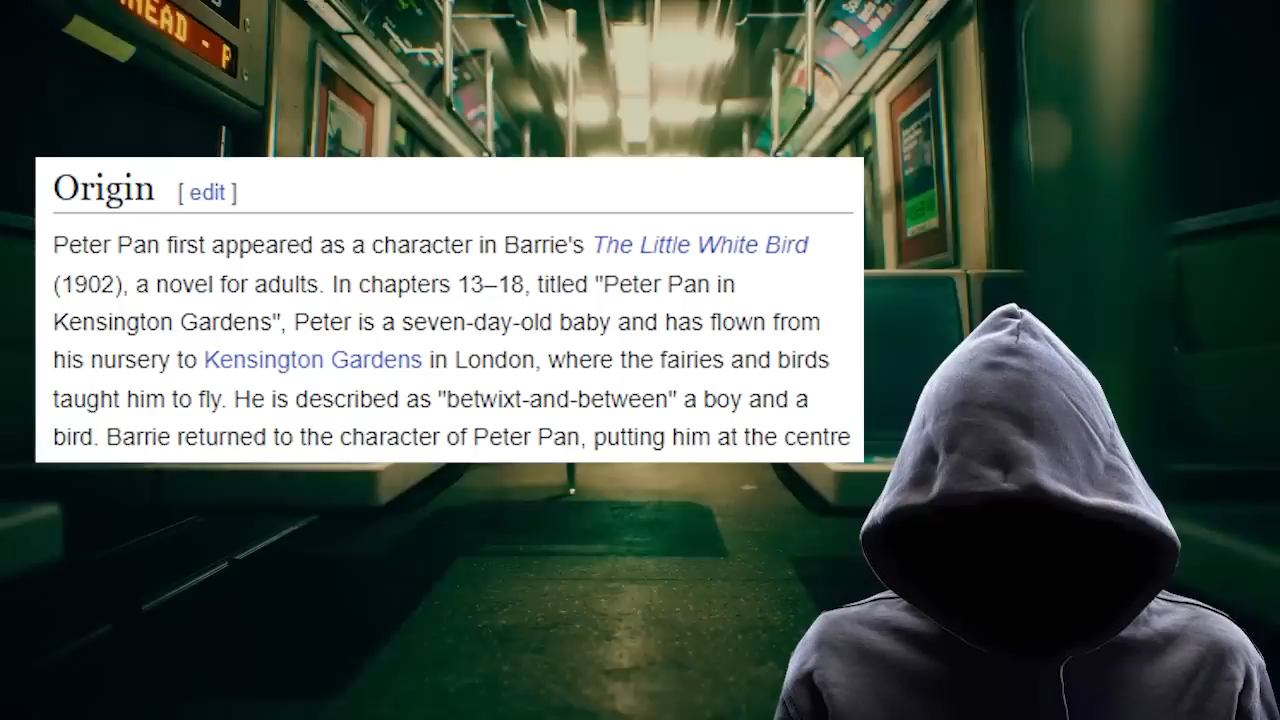 HEAD - P
Origin [ edit ]
Peter Pan first appeared as a character in Barrie's The Little White Bird
(1902), a novel for adults. In chapters 13–18, titled "Peter Pan in
Kensington Gardens", Peter is a seven-day-old baby and has flown from
his nursery to Kensington Gardens in London, where the fairies and birds
taught him to fly. He is described as "betwixt-and-between" a boy and a
bird. Barrie returned to the character of Peter Pan, putting him at the centre